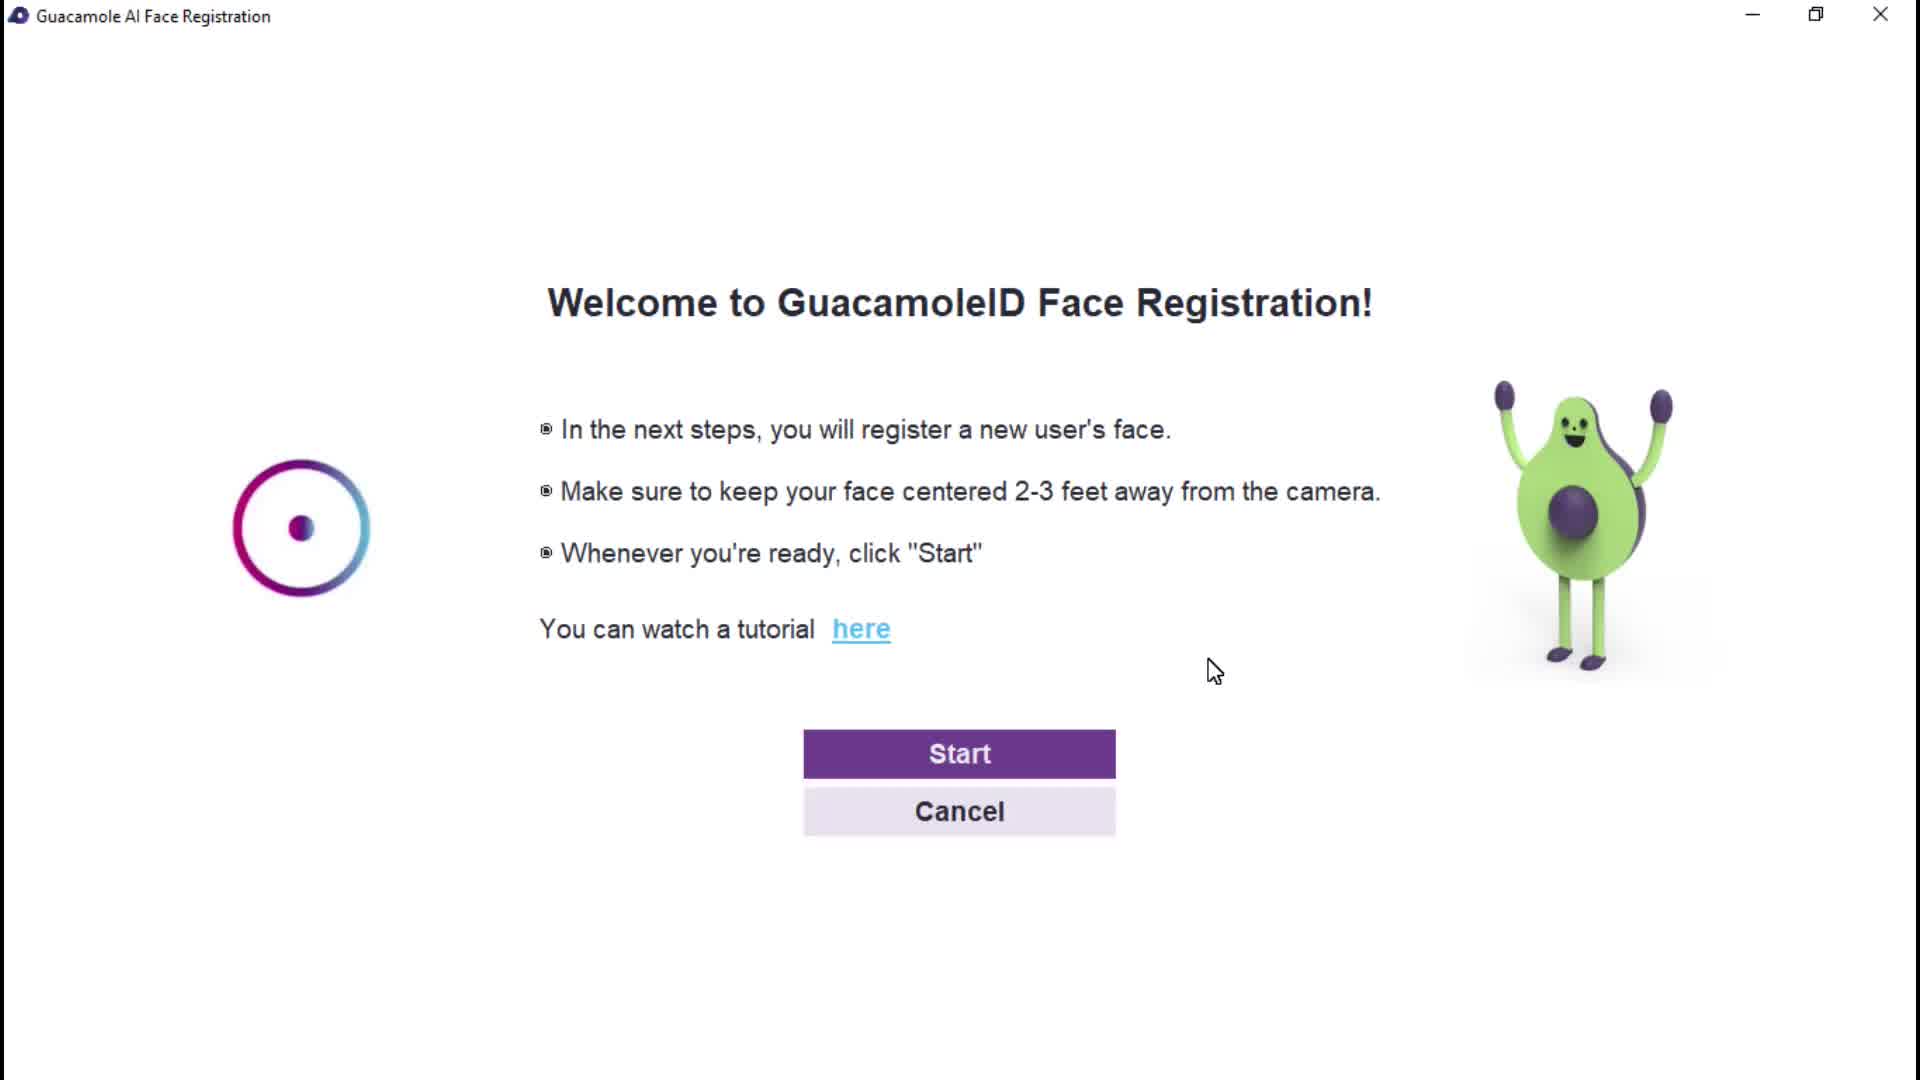 Guacamole AI Face Registration
Welcome to GuacamoleID Face Registration!
In the next steps, you will register a new user's face.
Make sure to keep your face centered 2-3 feet away from the camera.
Whenever you're ready, click "Start"
You can watch a tutorial here
Start
Cancel